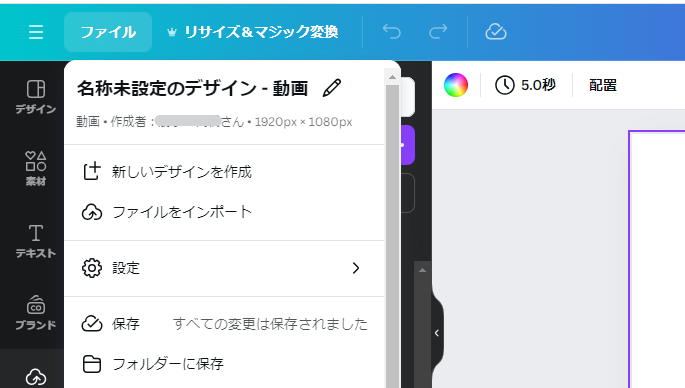 ファイル
リサイズ&マジック変換
デザイン
素材
テキスト
ブランド
名称未設定のデザイン - 動画
動画 • 作成者：さん • 1920px × 1080px
新しいデザインを作成
ファイルをインポート
設定
保存 すべての変更は保存されました
フォルダーに保存
5.0秒
配置